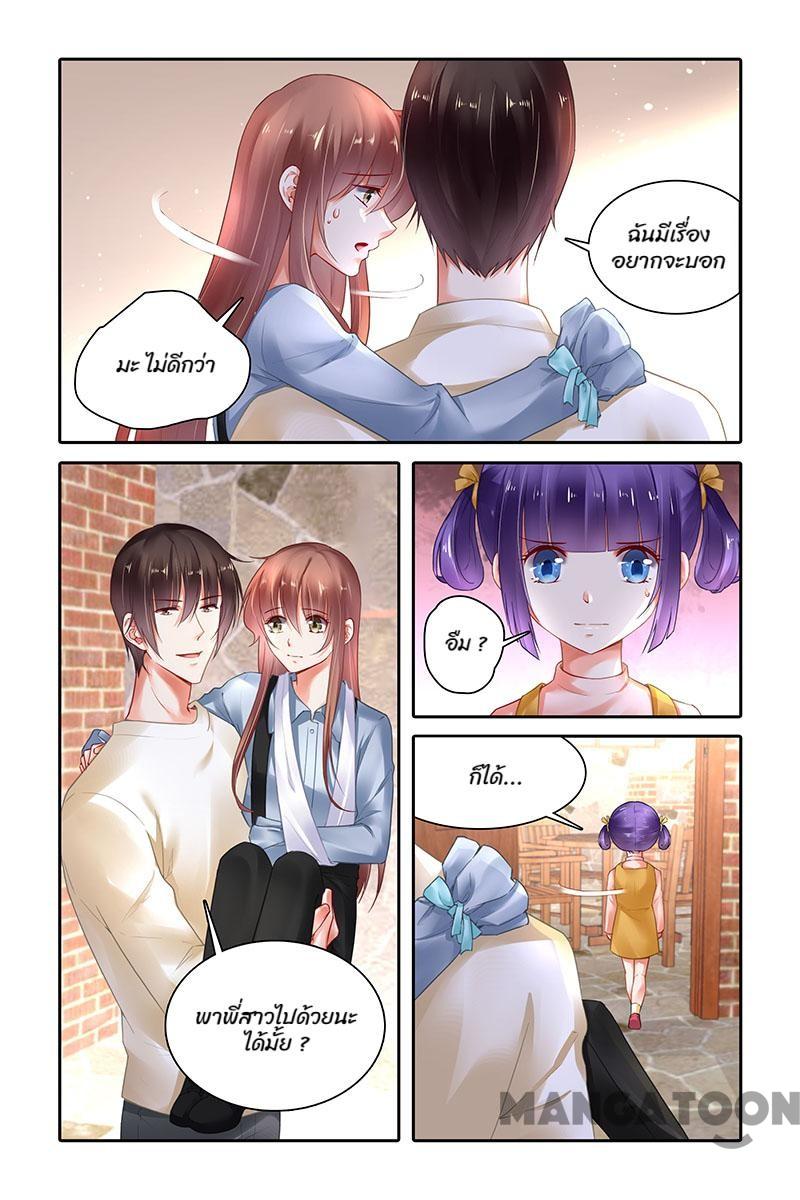 ฉันมีเรื่อง
อยากจะบอก
มะ ไม่ดีกว่า
อืม ?
พาพี่สาวไปด้วยนะ
ได้มั้ย ?
ก็ได้...
MANGATOON